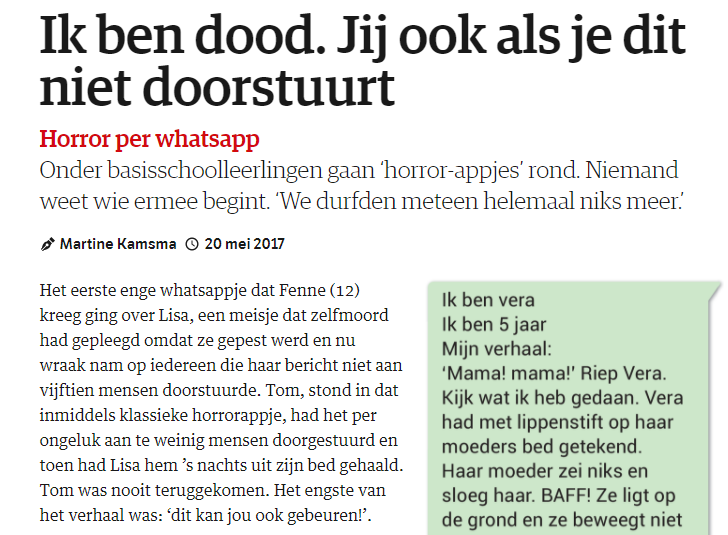 Ik ben dood. Jij ook als je dit
niet doorstuurt
Horror per whatsapp
Onder basisschoolleerlingen gaan ‘horror-appjes’ rond. Niemand
weet wie ermee begint. ‘We durfden meteen helemaal niks meer.’
Martine Kamsma 20 mei 2017
Het eerste enge whatsappje dat Fenne (12)
kreeg ging over Lisa, een meisje dat zelfmoord
had gepleegd omdat ze gepest werd en nu
wraak nam op iedereen die haar bericht niet aan
vijftien mensen doorstuurde. Tom, stond in dat
inmiddels klassieke horrorappje, had het per
ongeluk aan te weinig mensen doorgestuurd en
toen had Lisa hem ’s nachts uit zijn bed gehaald.
Tom was nooit teruggekomen. Het engste van
het verhaal was: ‘dit kan jou ook gebeuren!’.
Ik ben vera
Ik ben 5 jaar
Mijn verhaal:
‘Mama! mama!’ Riep Vera.
Kijk wat ik heb gedaan. Vera
had met lippenstift op haar
moeders bed getekend.
Haar moeder zei niks en
sloeg haar. BAFF! Ze ligt op
de grond en ze beweegt niet